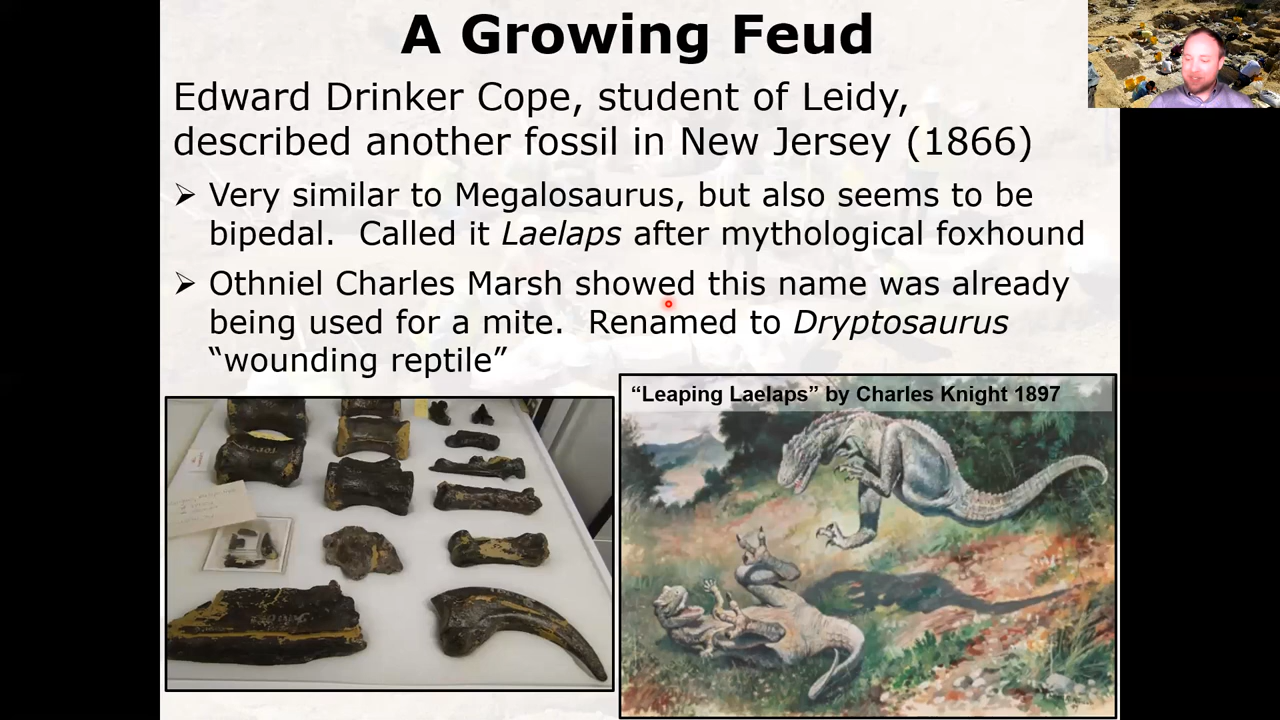 A Growing Feud
Edward Drinker Cope, student of Leidy,
described another fossil in New Jersey (1866)
➢ Very similar to Megalosaurus, but also seems to be
bipedal.  Called it Laelaps after mythological foxhound
➢ Othniel Charles Marsh showed this name was already
being used for a mite.  Renamed to Dryptosaurus
“wounding reptile”
“Leaping Laelaps” by Charles Knight 1897